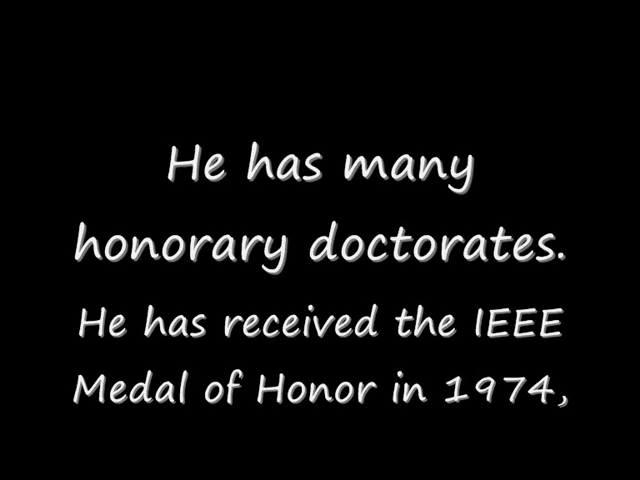 He has many
honorary doctorates.
He has received the IEEE
Medal of Honor in 1974,